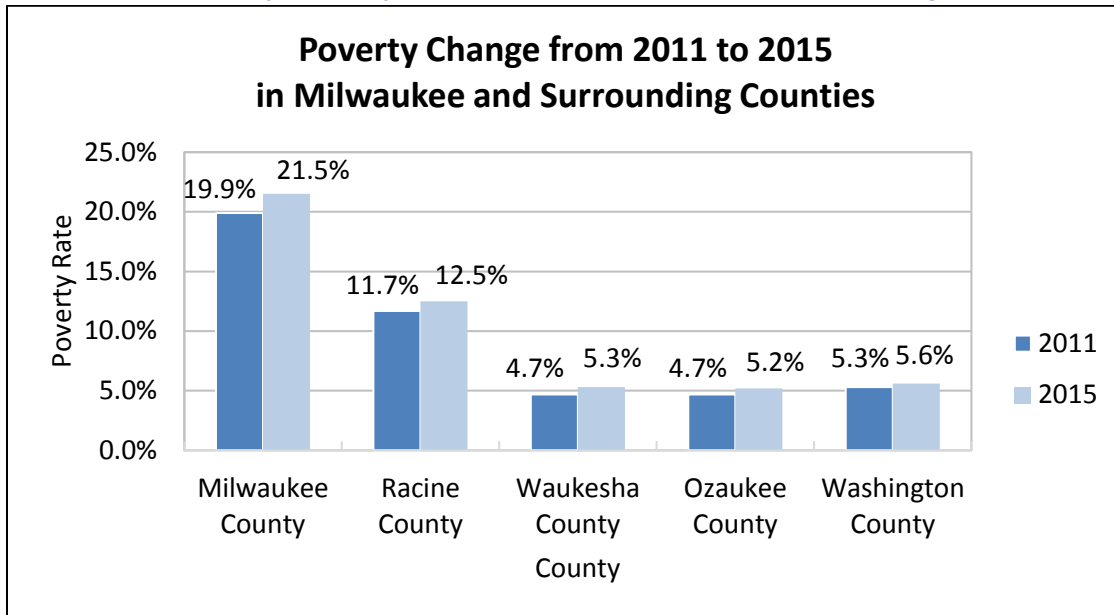 Poverty Change from 2011 to 2015
in Milwaukee and Surrounding Counties
25.0%
20.0%
15.0%
10.0%
5.0%
0.0%
Poverty Rate
19.9%
21.5%
11.7%
12.5%
4.7%
5.3%
4.7%
5.2%
5.3%
5.6%
2011
2015
Milwaukee
County
Racine
County
Waukesha
County
Ozaukee
County
Washington
County
County